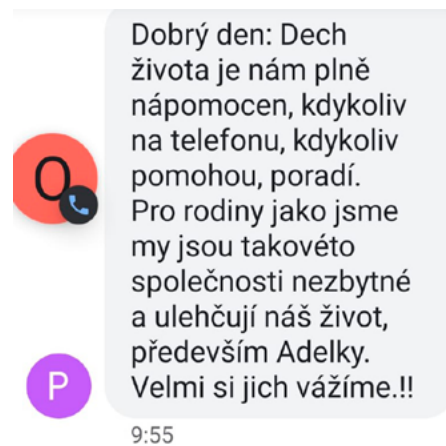 Dobrý den: Dech
života je nám plně
nápomocen, kdykoliv
na telefonu, kdykoliv
pomohou, poradí.
Pro rodiny jako jsme
my jsou takovéto
společnosti nezbytné
a ulehčují náš život,
především Adelky.
Velmi si jich vážíme.!!
O
P
9:55